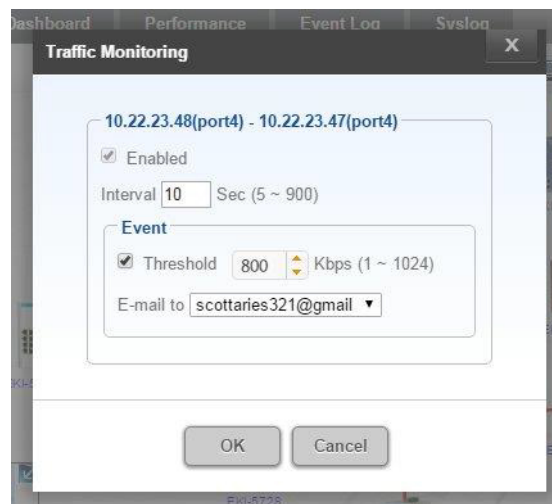 Dashboard Performance Event Log Syslog
Traffic Monitoring X
10.22.23.48(port4) - 10.22.23.47(port4)
Enabled
Interval 10 Sec (5 ~ 900)
Event
Threshold 800 Kbps (1 ~ 1024)
E-mail to scottaries321@gmail
OK Cancel
EKI-5728